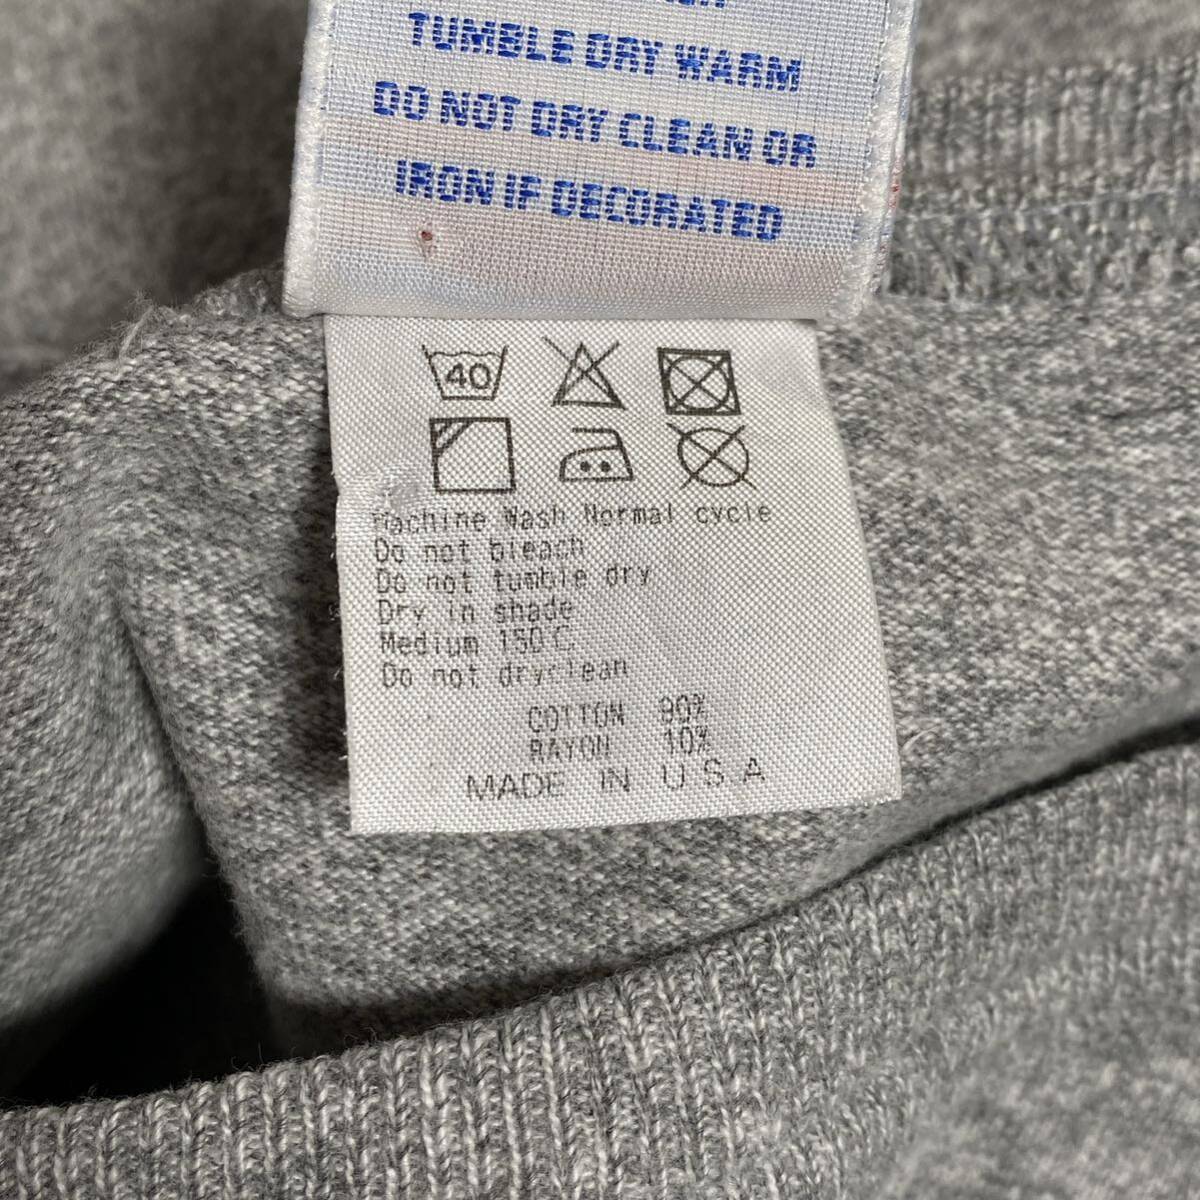 TUMBLE DRY WARM
DO NOT DRY CLEAN OR
IRON IF DECORATED
40
Machine Wash Normal cycle
Do not bleach
Do not tumble dry
Dry in shade
Medium 150 C
Do not dryclean
COTTON 90%
RAYON 10%
MADE IN U.S.A